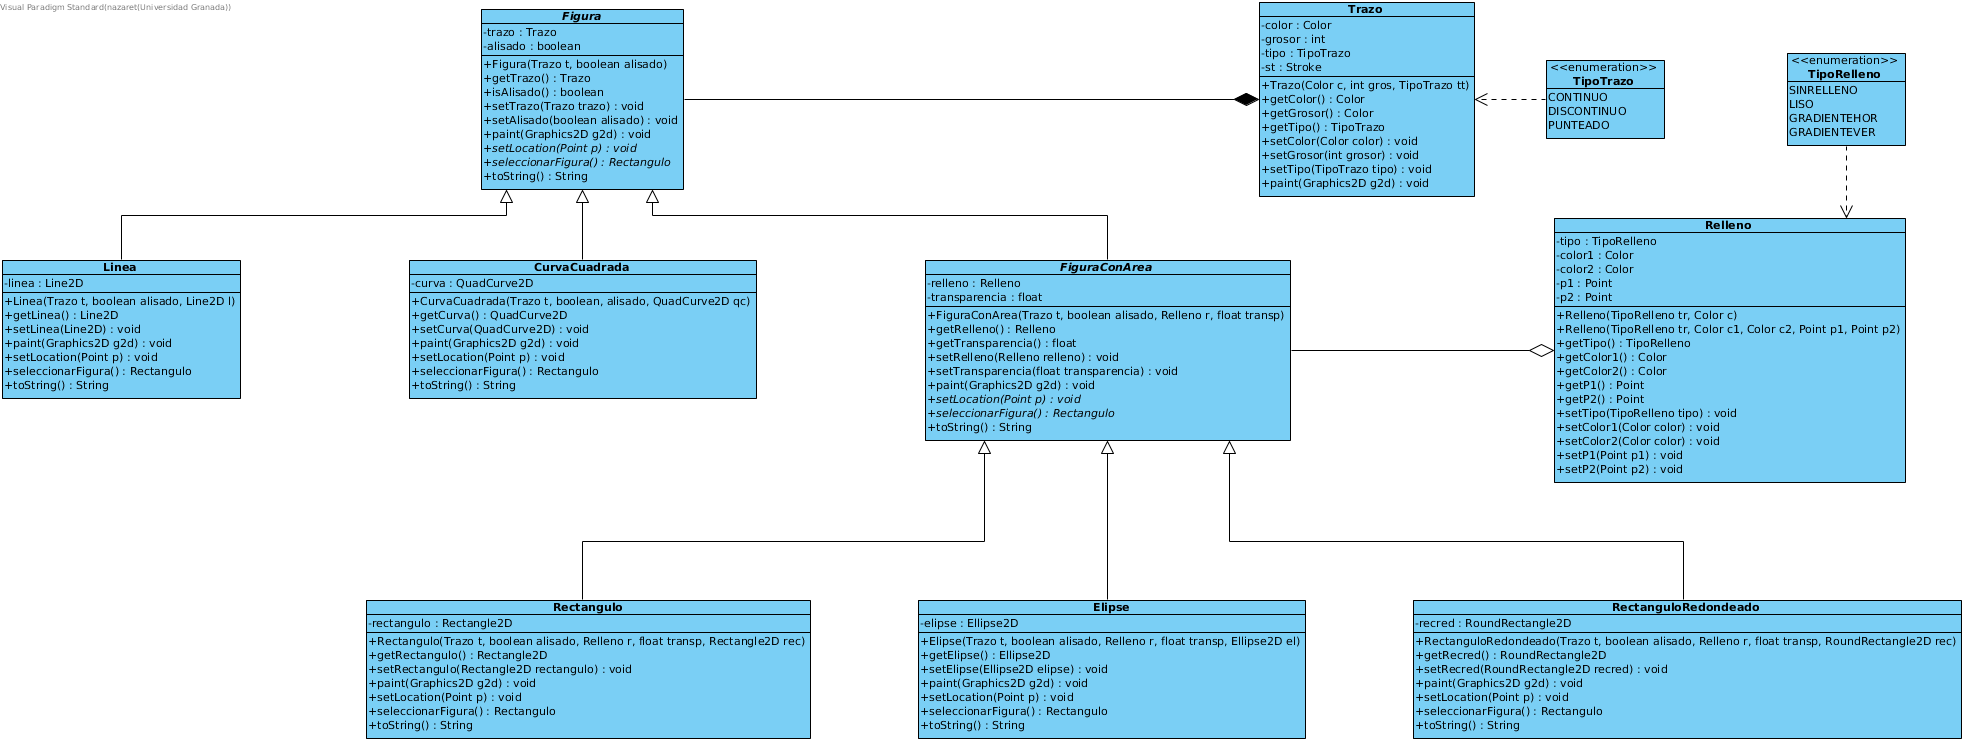 Visual Paradigm Standard(nazaret(Universidad Granada))
Figura
-trazo : Trazo
-alisado : boolean
+Figura(Trazo t, boolean alisado)
+getTrazo() : Trazo
+isAlisado() : boolean
+setTrazo(Trazo trazo) : void
+setAlisado(boolean alisado) : void
+paint(Graphics2D g2d) : void
+setLocation(Point p) : void
+seleccionarFigura() : Rectangulo
+toString() : String
Trazo
-color : Color
-grosor : int
-tipo : TipoTrazo
-st : Stroke
+Trazo(Color c, int gros, TipoTrazo tt)
+getColor() : Color
+getGrosor() : Color
+getTipo() : TipoTrazo
+setColor(Color color) : void
+setGrosor(int grosor) : void
+setTipo(TipoTrazo tipo) : void
+paint(Graphics2D g2d) : void
<<enumeration>>
TipoTrazo
CONTINUO
DISCONTINUO
PUNTEADO
<<enumeration>>
TipoRelleno
SINRELLENO
LISO
GRADIENTEHOR
GRADIENTEVER
Linea
-linea : Line2D
+Linea(Trazo t, boolean alisado, Line2D l)
+getLinea() : Line2D
+setLinea(Line2D) : void
+paint(Graphics2D g2d) : void
+setLocation(Point p) : void
+seleccionarFigura() : Rectangulo
+toString() : String
CurvaCuadrada
-curva : QuadCurve2D
+CurvaCuadrada(Trazo t, boolean, alisado, QuadCurve2D qc)
+getCurva() : QuadCurve2D
+setCurva(QuadCurve2D) : void
+paint(Graphics2D g2d) : void
+setLocation(Point p) : void
+seleccionarFigura() : Rectangulo
+toString() : String
FiguraConArea
-relleno : Relleno
-transparencia : float
+FiguraConArea(Trazo t, boolean alisado, Relleno r, float transp)
+getRelleno() : Relleno
+getTransparencia() : float
+setRelleno(Relleno relleno) : void
+setTransparencia(float transparencia) : void
+paint(Graphics2D g2d) : void
+setLocation(Point p) : void
+seleccionarFigura() : Rectangulo
+toString() : String
Relleno
-tipo : TipoRelleno
-color1 : Color
-color2 : Color
-p1 : Point
-p2 : Point
+Relleno(TipoRelleno tr, Color c)
+Relleno(TipoRelleno tr, Color c1, Color c2, Point p1, Point p2)
+getTipo() : TipoRelleno
+getColor1() : Color
+getColor2() : Color
+getP1() : Point
+getP2() : Point
+setTipo(TipoRelleno tipo) : void
+setColor1(Color color) : void
+setColor2(Color color) : void
+setP1(Point p1) : void
+setP2(Point p2) : void
Rectangulo
-rectangulo : Rectangle2D
+Rectangulo(Trazo t, boolean alisado, Relleno r, float transp, Rectangle2D rec)
+getRectangulo() : Rectangle2D
+setRectangulo(Rectangle2D rectangulo) : void
+paint(Graphics2D g2d) : void
+setLocation(Point p) : void
+seleccionarFigura() : Rectangulo
+toString() : String
Elipse
-elipse : Ellipse2D
+Elipse(Trazo t, boolean alisado, Relleno r, float transp, Ellipse2D el)
+getElipse() : Ellipse2D
+setElipse(Ellipse2D elipse) : void
+paint(Graphics2D g2d) : void
+setLocation(Point p) : void
+seleccionarFigura() : Rectangulo
+toString() : String
RectanguloRedondeado
-recred : RoundRectangle2D
+RectanguloRedondeado(Trazo t, boolean alisado, Relleno r, float transp, RoundRectangle2D rec)
+getRecred() : RoundRectangle2D
+setRecred(RoundRectangle2D recred) : void
+paint(Graphics2D g2d) : void
+setLocation(Point p) : void
+seleccionarFigura() : Rectangulo
+toString() : String